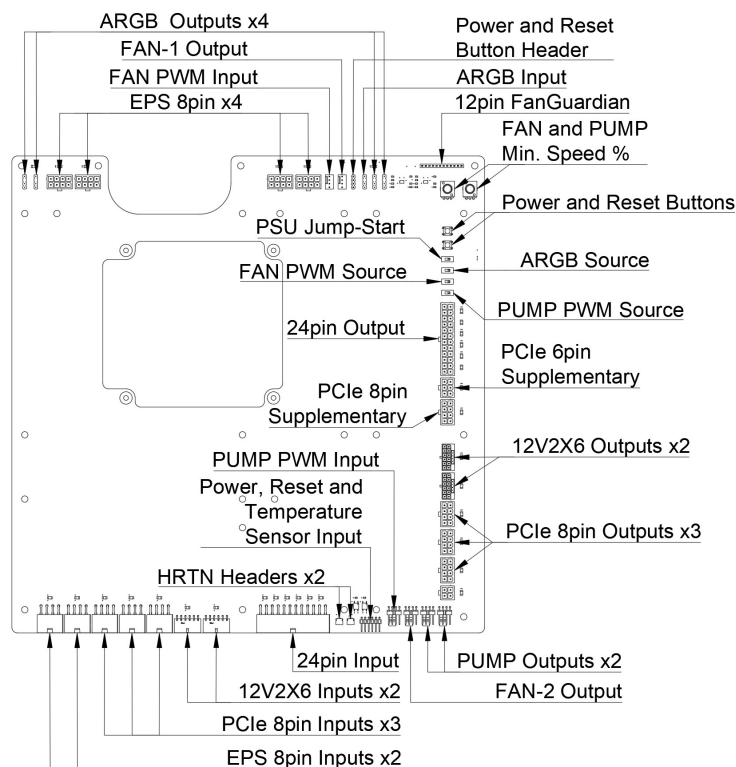 ARGB Outputs x4
FAN-1 Output
FAN PWM Input
EPS 8pin x4
Power and Reset
Button Header
ARGB Input
12pin FanGuardian
FAN and PUMP
Min. Speed %
Power and Reset Buttons
PSU Jump-Start
ARGB Source
FAN PWM Source
PUMP PWM Source
24pin Output
PCIe 6pin
Supplementary
PCIe 8pin
Supplementary
12V2X6 Outputs x2
PUMP PWM Input
Power, Reset and
Temperature
Sensor Input
PCIe 8pin Outputs x3
HRTN Headers x2
24pin Input
PUMP Outputs x2
12V2X6 Inputs x2
FAN-2 Output
PCIe 8pin Inputs x3
EPS 8pin Inputs x2